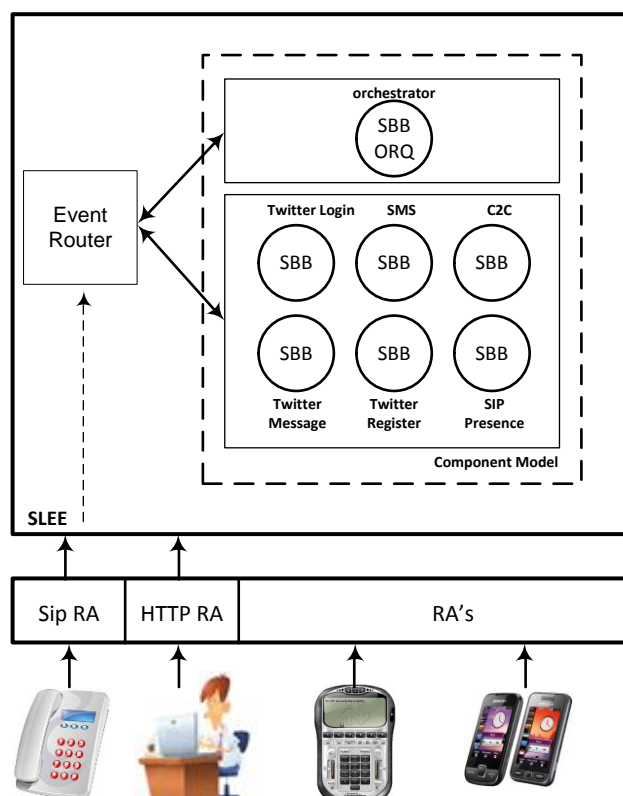 orchestrator
SBB
ORQ
Event
Router
Twitter Login SMS C2C
SBB SBB SBB
SBB SBB SBB
Twitter Twitter SIP
Message Register Presence
Component Model
SLEE
Sip RA HTTP RA RA's